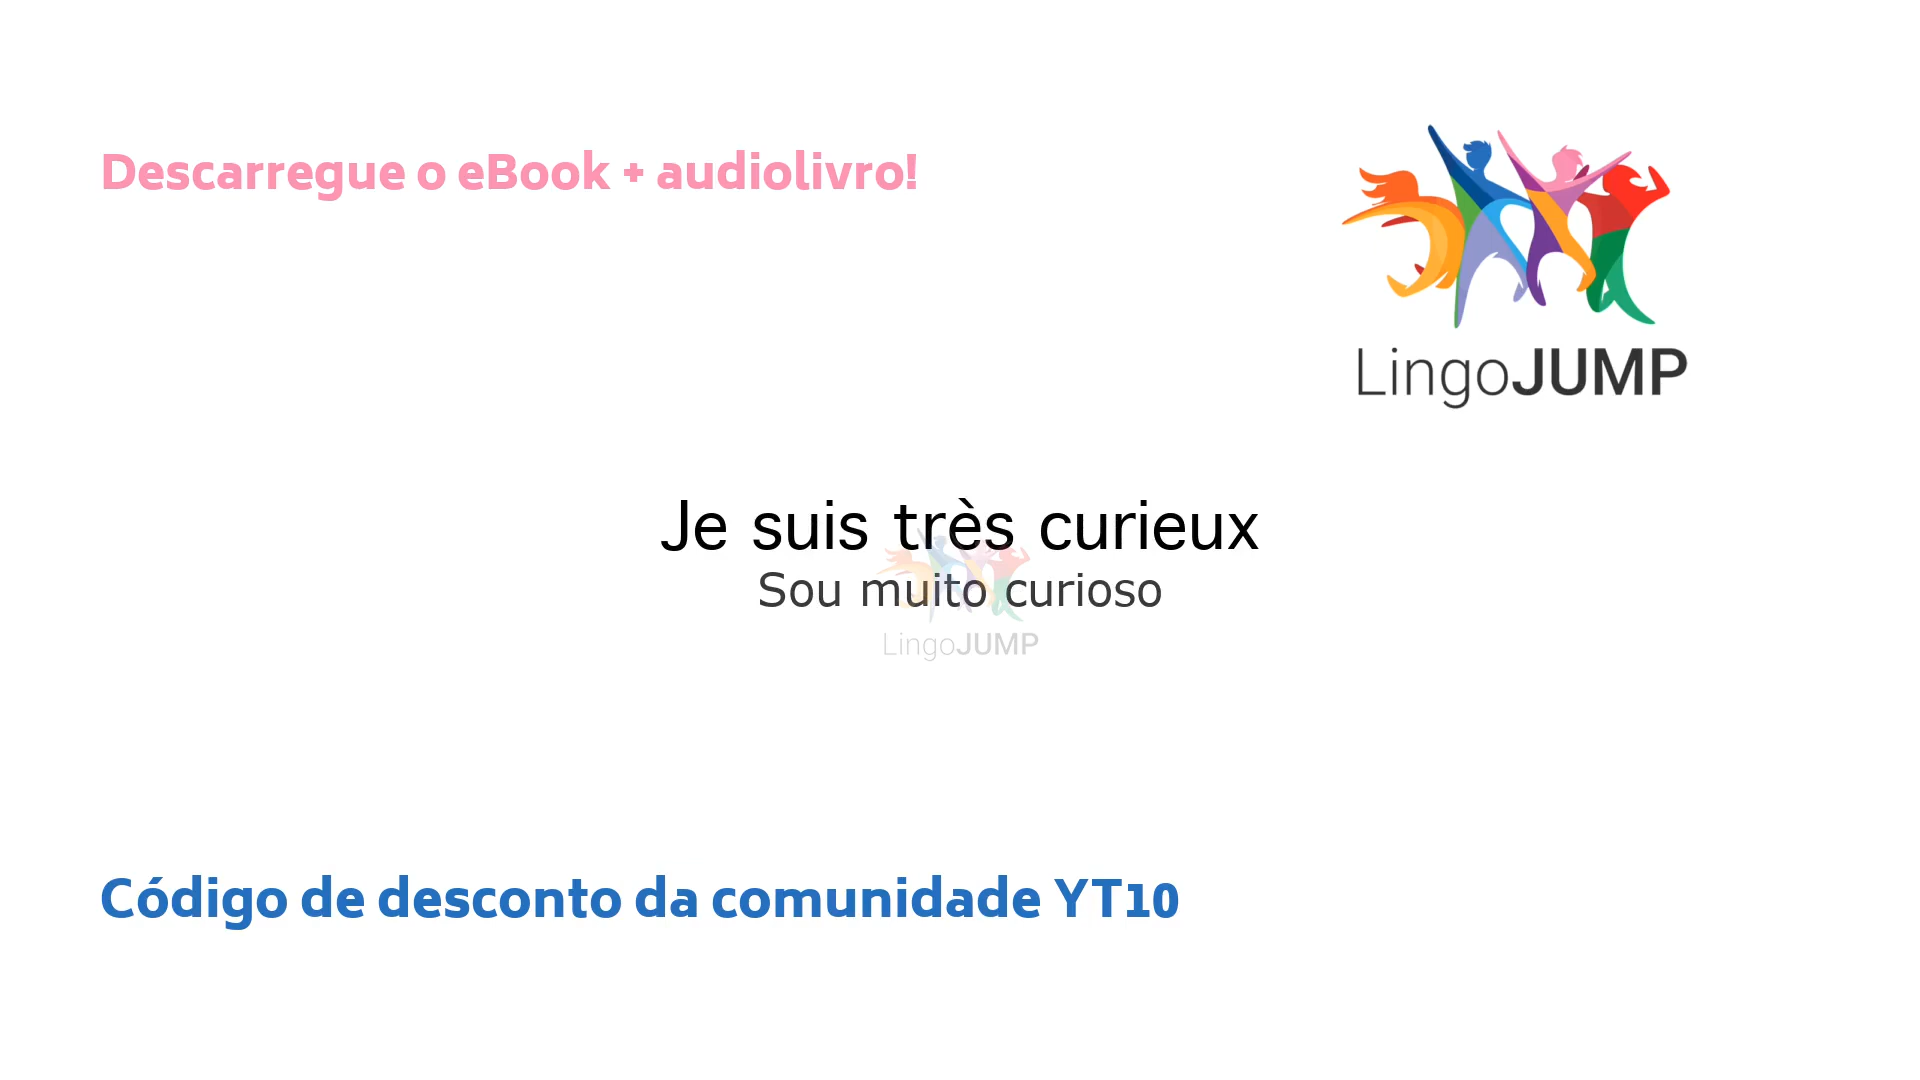 Descarregue o eBook + audiolivro!
LingoJUMP
Je suis très curieux
Sou muito curioso
LingoJUMP
Código de desconto da comunidade YT10